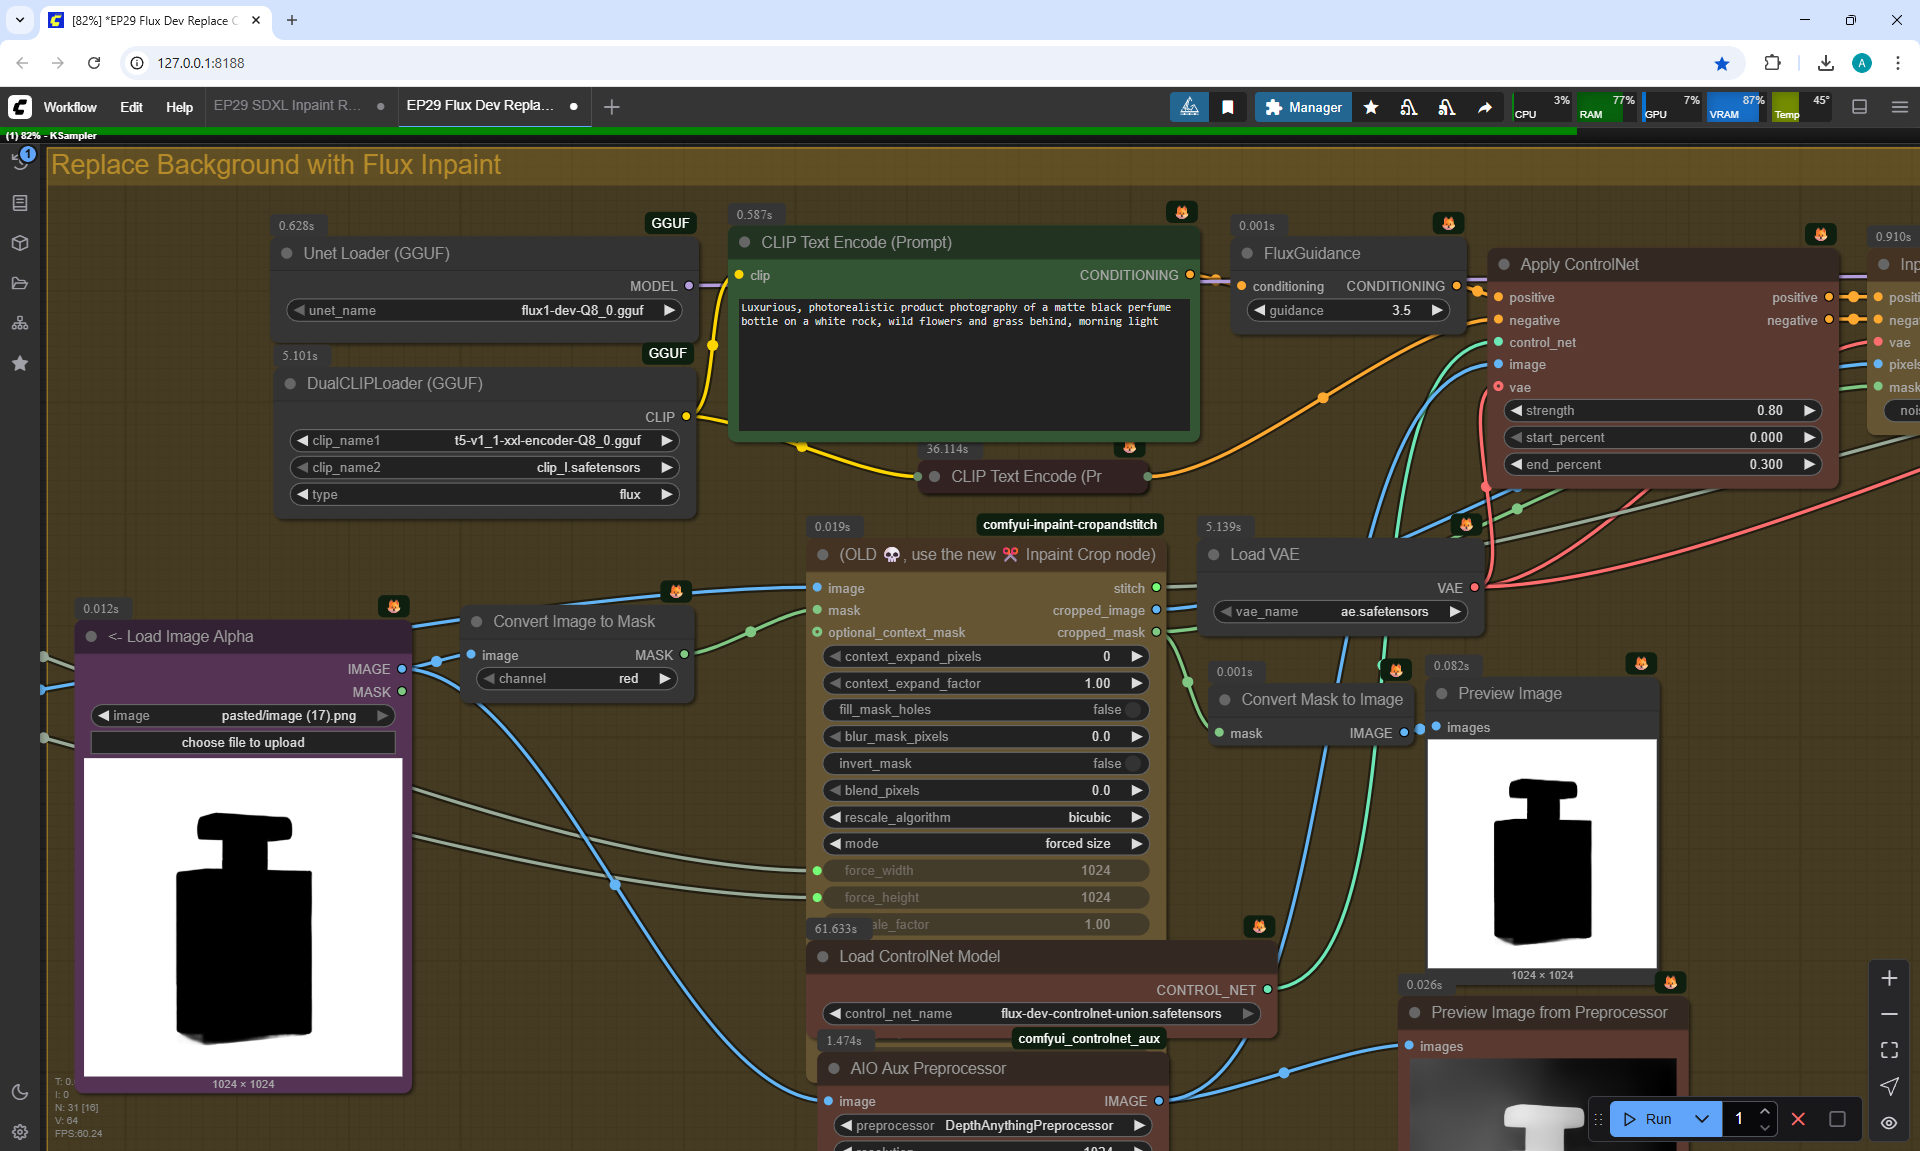 [82%] *EP29 Flux Dev Replace
127.0.0.1:8188
Workflow Edit Help EP29 SDXL Inpaint R... EP29 Flux Dev Repla... Manager
CPU 3% RAM 77% GPU 7% VRAM 87% Temp 45°
(1) 82% - KSampler
1
Replace Background with Flux Inpaint
0.628s GGUF
Unet Loader (GGUF)
MODEL
unet_name flux1-dev-Q8_0.gguf
5.101s GGUF
DualCLIPLoader (GGUF)
CLIP
clip_name1 t5-v1_1-xxl-encoder-Q8_0.gguf
clip_name2 clip_l.safetensors
type flux
0.587s
CLIP Text Encode (Prompt)
clip CONDITIONING
Luxurious, photorealistic product photography of a matte black perfume
bottle on a white rock, wild flowers and grass behind, morning light
36.114s
CLIP Text Encode (Pr
0.001s
FluxGuidance
conditioning CONDITIONING
guidance 3.5
Apply ControlNet
positive positive
negative negative
control_net
image
vae
strength 0.80
start_percent 0.000
end_percent 0.300
0.910s
Inp
positi
nega
vae
pixels
mask
noi
0.012s
<- Load Image Alpha
IMAGE
MASK
image pasted/image (17).png
choose file to upload
1024 × 1024
Convert Image to Mask
image MASK
channel red
0.019s comfyui-inpaint-cropandstitch
(OLD 💀, use the new ✂️ Inpaint Crop node)
image stitch
mask cropped_image
optional_context_mask cropped_mask
context_expand_pixels 0
context_expand_factor 1.00
fill_mask_holes false
blur_mask_pixels 0.0
invert_mask false
blend_pixels 0.0
rescale_algorithm bicubic
mode forced size
force_width 1024
force_height 1024
ale_factor 1.00
5.139s
Load VAE
VAE
vae_name ae.safetensors
0.001s
Convert Mask to Image
mask IMAGE
0.082s
Preview Image
images
1024 × 1024
61.633s
Load ControlNet Model
CONTROL_NET
control_net_name flux-dev-controlnet-union.safetensors
1.474s comfyui_controlnet_aux
AIO Aux Preprocessor
image IMAGE
preprocessor DepthAnythingPreprocessor
resolution 1024
0.026s
Preview Image from Preprocessor
images
T: 0.
I: 0
N: 31 [16]
V: 64
FPS:60.24
Run 1
A